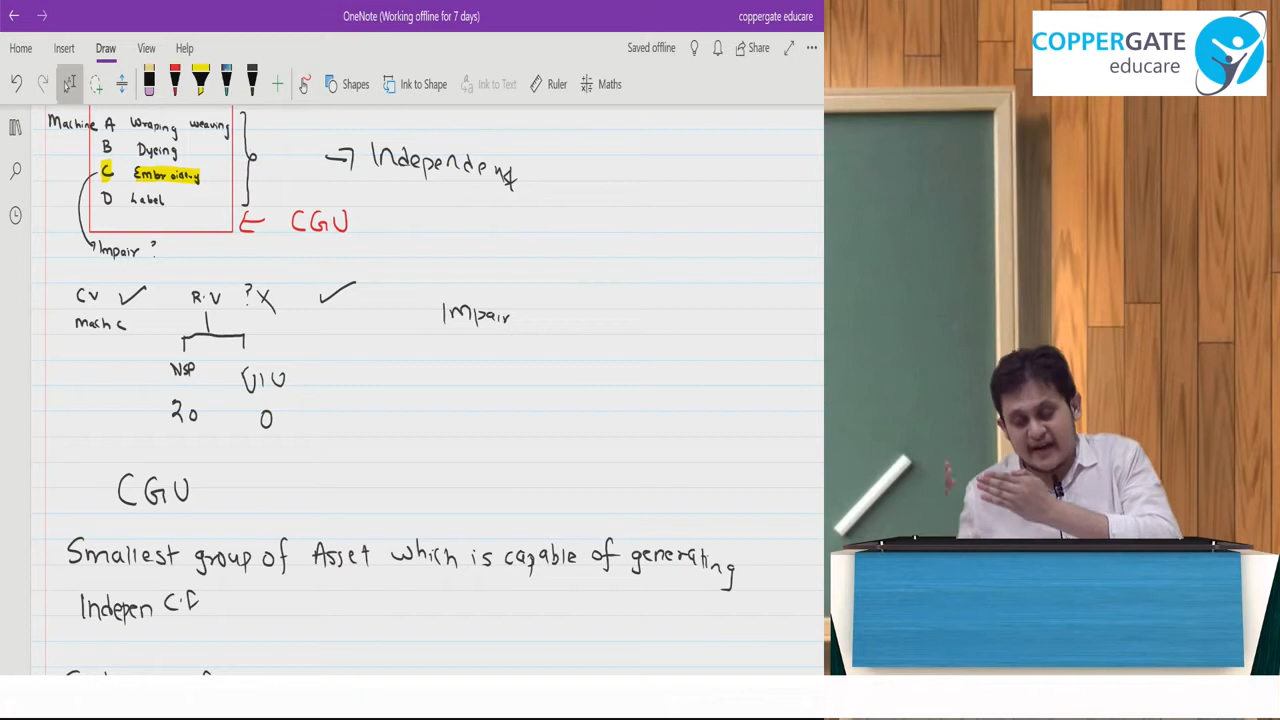 OneNote (Working offline for 7 days)
coppergate educare
Home Insert Draw View Help
Saved offline Share
Shapes Ink to Shape Ink to Text Ruler Maths
COPPERGATE
educare
Machine A Wraping weaving
B Dyeing
C Embroidery
D Label
→ Independent
← CGU
Impair ?
CV ✓ R.V ? X ✓
Mach C
Impair
NSP VIU
20 0
CGU
Smallest group of Asset which is capable of generating
Indepen C.F